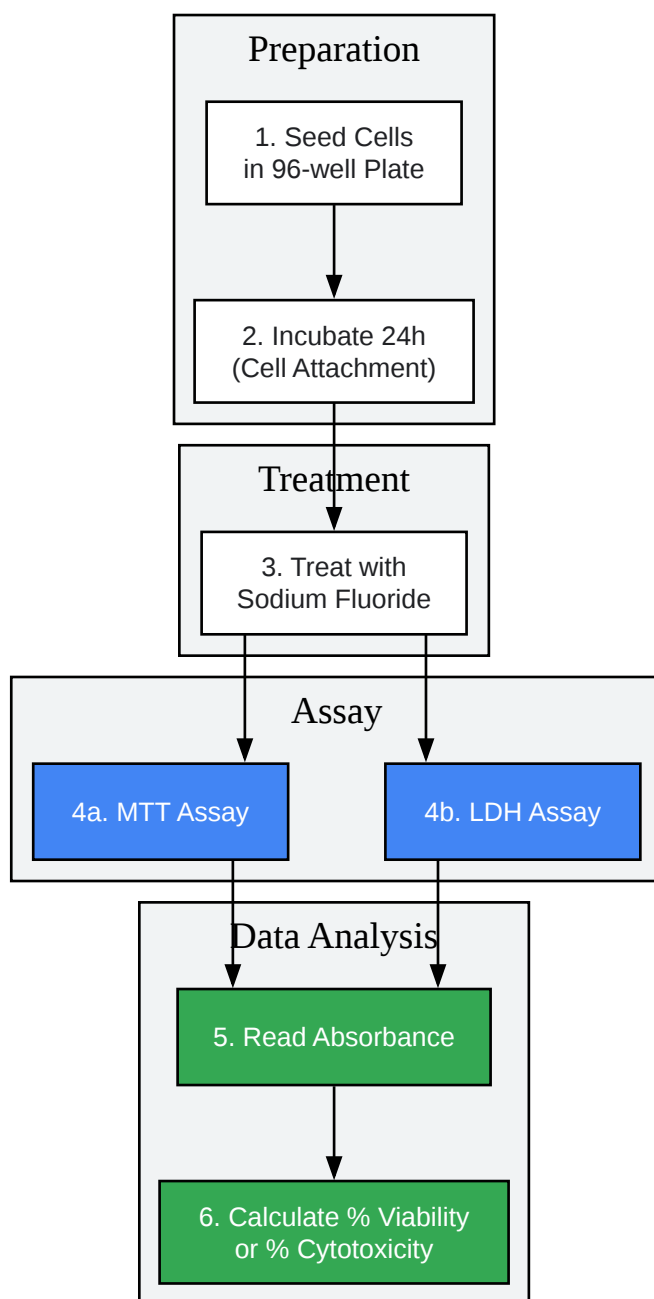 Preparation
1. Seed Cells
in 96-well Plate
2. Incubate 24h
(Cell Attachment)
Treatment
3. Treat with
Sodium Fluoride
Assay
4a. MTT Assay
4b. LDH Assay
Data Analysis
5. Read Absorbance
6. Calculate % Viability
or % Cytotoxicity